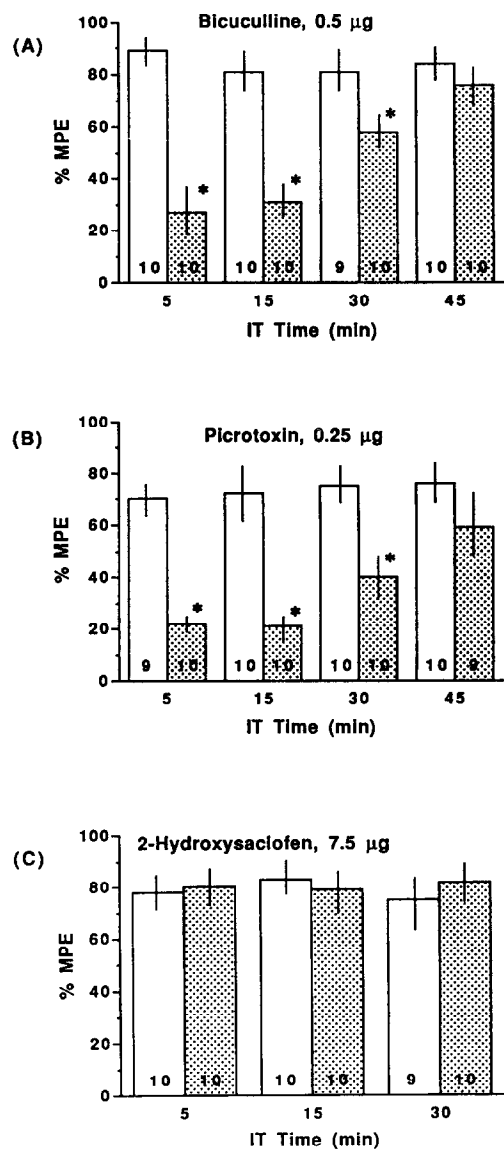 (A)
Bicuculline, 0.5 µg
% MPE
100
80
60
40
20
0
* * *
10 10 10 10 9 10 10 10
5 15 30 45
IT Time (min)
(B)
Picrotoxin, 0.25 µg
% MPE
100
80
60
40
20
0
* * *
9 10 10 10 10 10 10 9
5 15 30 45
IT Time (min)
(C)
2-Hydroxysaclofen, 7.5 µg
% MPE
100
80
60
40
20
0
10 10 10 10 9 10
5 15 30
IT Time (min)